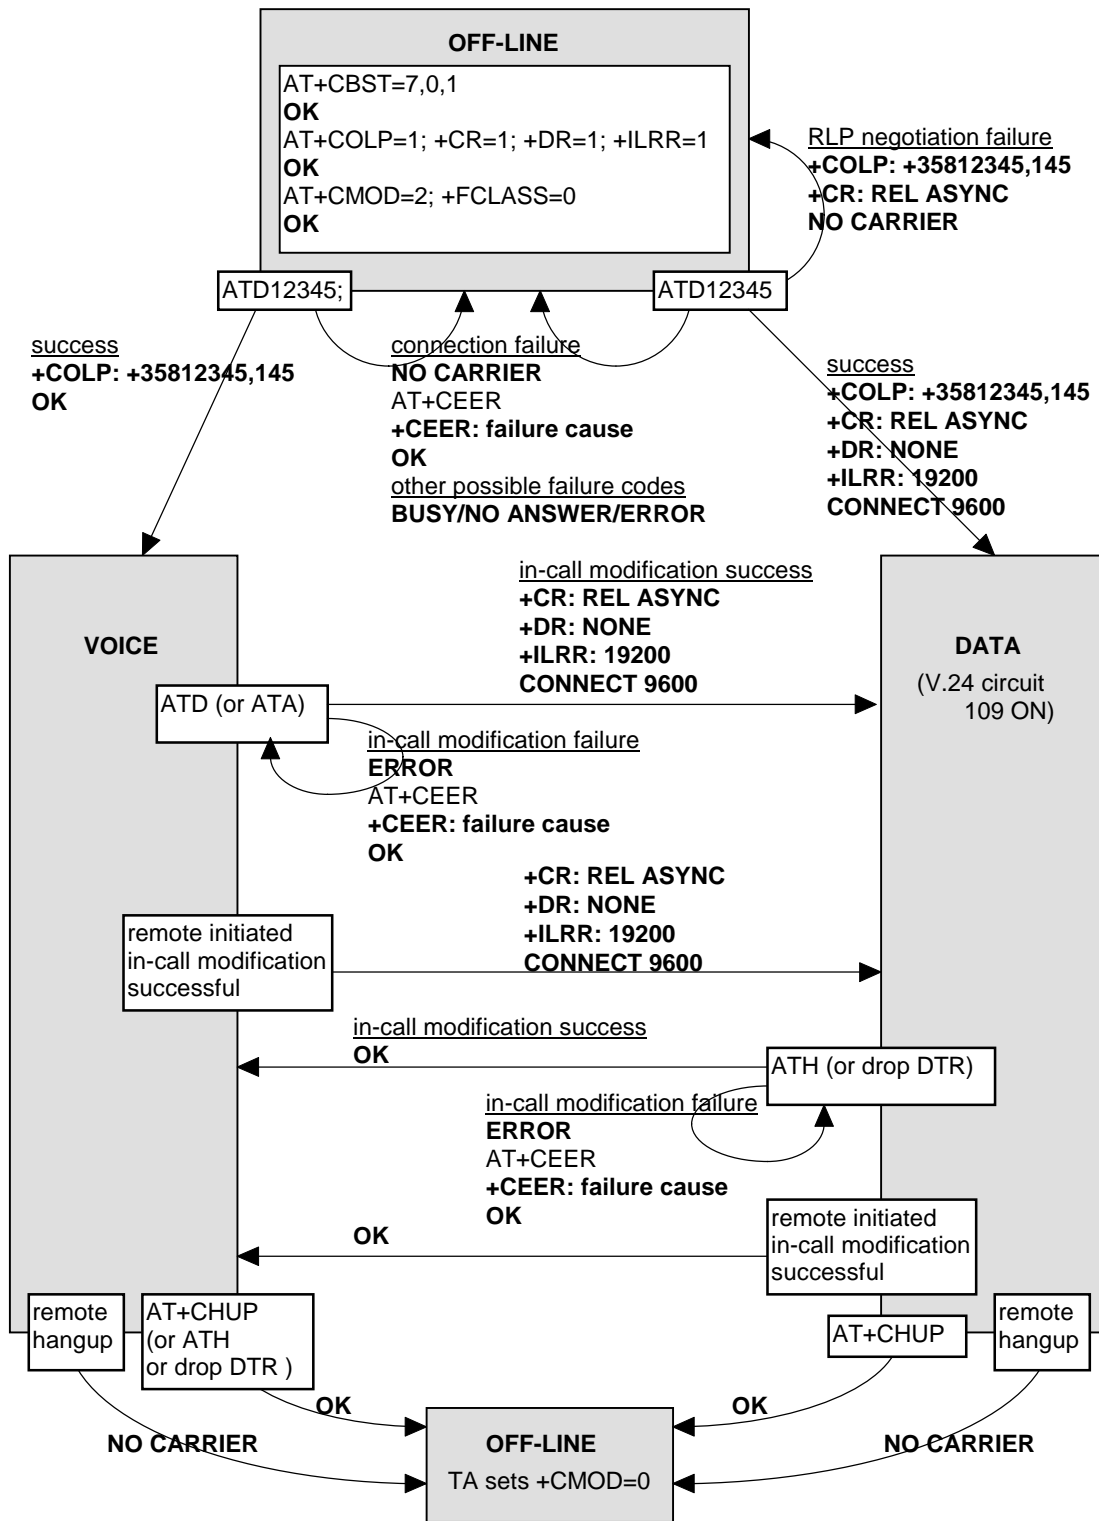 OFF-LINE
AT+CBST=7,0,1
OK
AT+COLP=1; +CR=1; +DR=1; +ILRR=1
OK
AT+CMOD=2; +FCLASS=0
OK
RLP negotiation failure
+COLP: +35812345,145
+CR: REL ASYNC
NO CARRIER
ATD12345;
ATD12345
success
+COLP: +35812345,145
OK
connection failure
NO CARRIER
AT+CEER
+CEER: failure cause
OK
other possible failure codes
BUSY/NO ANSWER/ERROR
success
+COLP: +35812345,145
+CR: REL ASYNC
+DR: NONE
+ILRR: 19200
CONNECT 9600
VOICE
DATA
(V.24 circuit
109 ON)
in-call modification success
+CR: REL ASYNC
+DR: NONE
+ILRR: 19200
CONNECT 9600
ATD (or ATA)
in-call modification failure
ERROR
AT+CEER
+CEER: failure cause
OK
+CR: REL ASYNC
+DR: NONE
+ILRR: 19200
CONNECT 9600
remote initiated
in-call modification
successful
in-call modification success
OK
ATH (or drop DTR)
in-call modification failure
ERROR
AT+CEER
+CEER: failure cause
OK
remote initiated
in-call modification
successful
OK
remote
hangup
AT+CHUP
(or ATH
or drop DTR )
AT+CHUP
remote
hangup
OK
OK
NO CARRIER
NO CARRIER
OFF-LINE
TA sets +CMOD=0